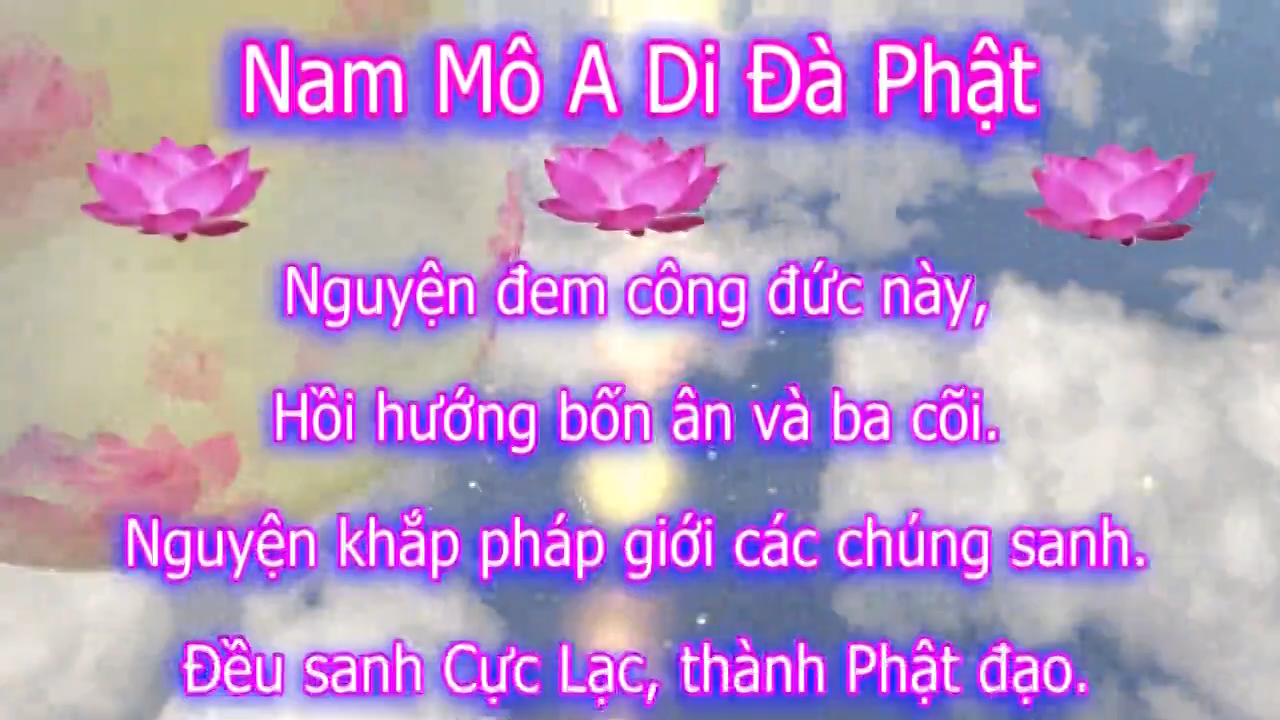 Nam Mô A Di Đà Phật
Nguyện đem công đức này,
Hồi hướng bốn ân và ba cõi.
Nguyện khắp pháp giới các chúng sanh.
Đều sanh Cực Lạc, thành Phật đạo.